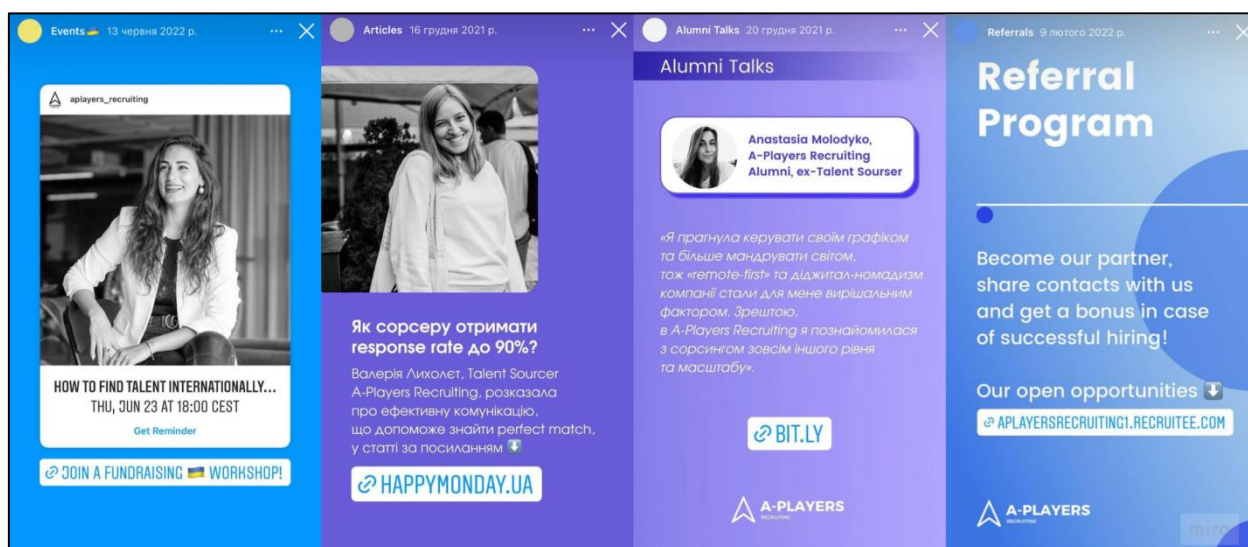 Events🚁 13 червня 2022 р.
aplayers_recruiting
HOW TO FIND TALENT INTERNATIONALLY...
THU, JUN 23 AT 18:00 CEST
Get Reminder
JOIN A FUNDRAISING 🇺🇦 WORKSHOP!
Articles 16 грудня 2021 р.
Як сорсеру отримати
response rate до 90%?
Валерія Лихолєт, Talent Sourcer
A-Players Recruiting, розказала
про ефективну комунікацію,
що допоможе знайти perfect match,
у статті за посиланням ⬇️
HAPPYMONDAY.UA
Alumni Talks 20 грудня 2021 р.
Alumni Talks
Anastasia Molodyko,
A-Players Recruiting
Alumni, ex-Talent Sourser
«Я прагнула керувати своїм графіком
та більше мандрувати світом,
тож «remote-first» та діджитал-номадизм
компанії стали для мене вирішальним
фактором. Зрештою,
в A-Players Recruiting я познайомилася
з сорсингом зовсім іншого рівня
та масштабу».
BIT.LY
A-PLAYERS
RECRUITING
Referrals 9 лютого 2022 р.
Referral
Program
Become our partner,
share contacts with us
and get a bonus in case
of successful hiring!
Our open opportunities ⬇️
APLAYERSRECRUITING1.RECRUITEE.COM
A-PLAYERS
RECRUITING
miro